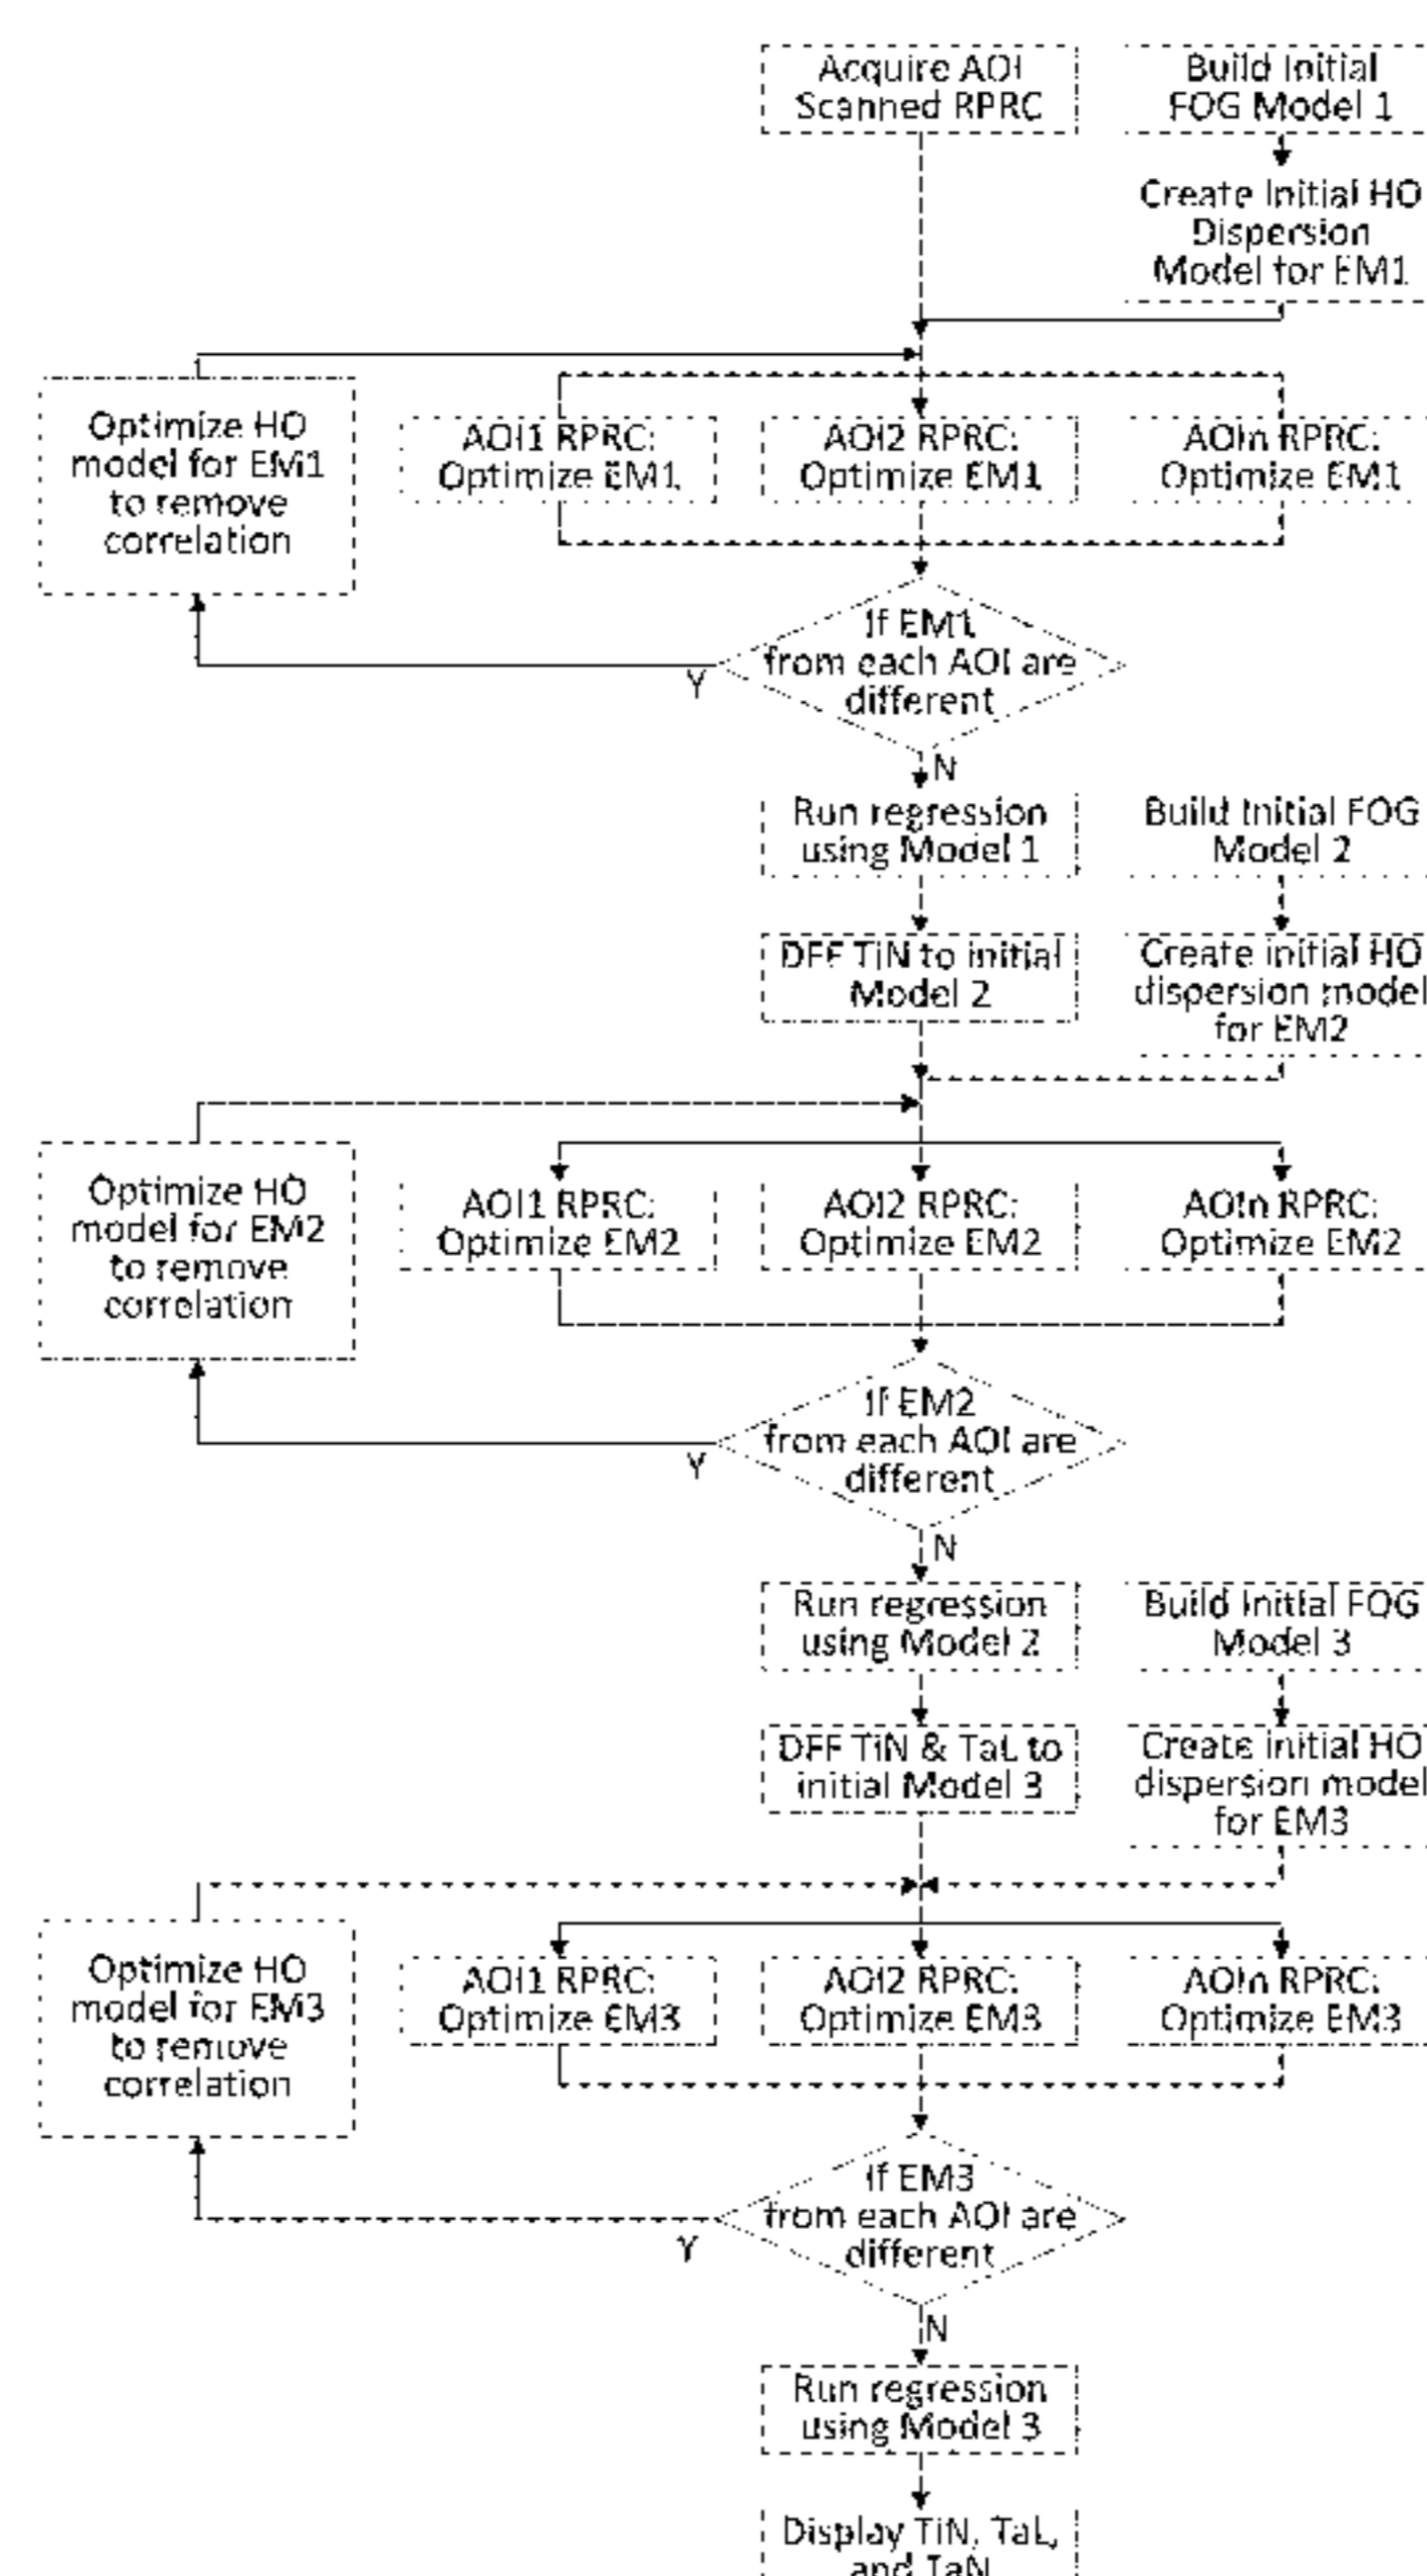 Acquire AOI
Scanned RPRC
Build Initial
FOG Model 1
Create Initial HO
Dispersion
Model for EM1
Optimize HO
model for EM1
to remove
correlation
AOI1 RPRC:
Optimize EM1
AOI2 RPRC:
Optimize EM1
AOIn RPRC:
Optimize EM1
If EM1
from each AOI are
different
Y
N
Run regression
using Model 1
Build Initial FOG
Model 2
DFF TiN to initial
Model 2
Create initial HO
dispersion model
for EM2
Optimize HO
model for EM2
to remove
correlation
AOI1 RPRC:
Optimize EM2
AOI2 RPRC:
Optimize EM2
AOIn RPRC:
Optimize EM2
If EM2
from each AOI are
different
Y
N
Run regression
using Model 2
Build Initial FOG
Model 3
DFF TiN & TaL to
initial Model 3
Create initial HO
dispersion model
for EM3
Optimize HO
model for EM3
to remove
correlation
AOI1 RPRC:
Optimize EM3
AOI2 RPRC:
Optimize EM3
AOIn RPRC:
Optimize EM3
If EM3
from each AOI are
different
Y
N
Run regression
using Model 3
Display TiN, TaL,
and TaN